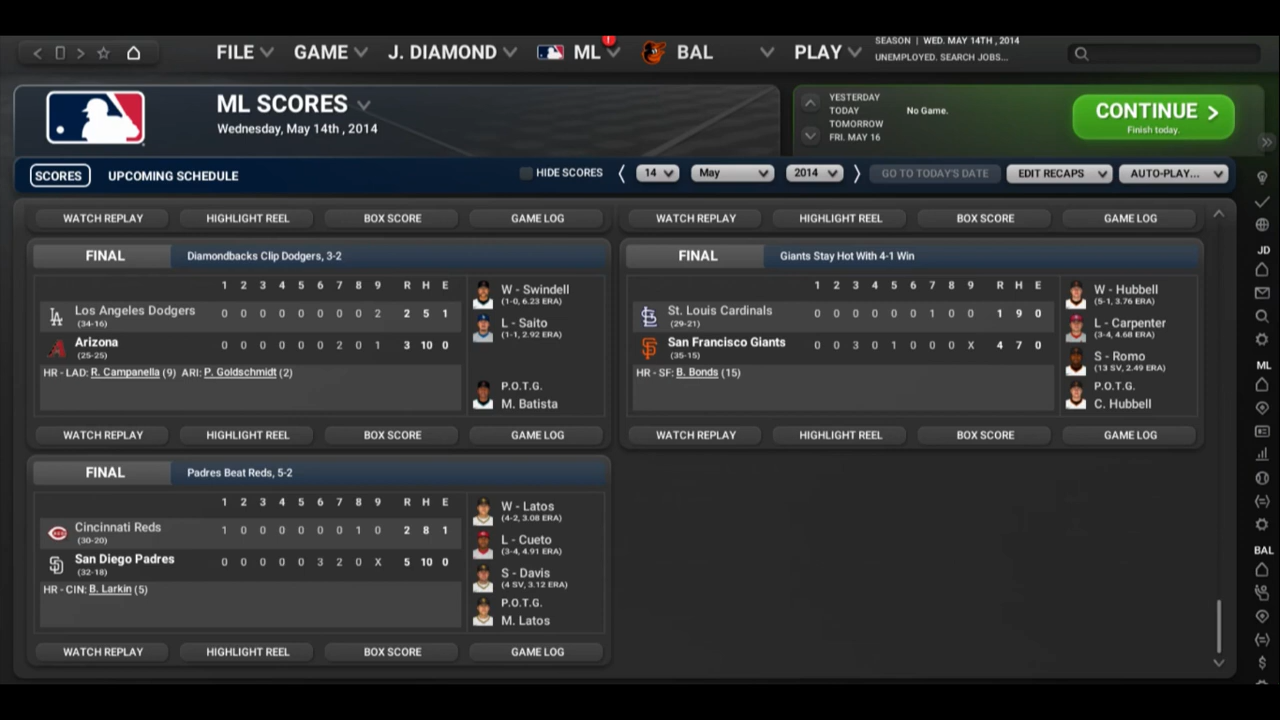 FILE GAME J. DIAMOND ML ! BAL PLAY
SEASON | WED. MAY 14TH, 2014
UNEMPLOYED. SEARCH JOBS...
ML SCORES
Wednesday, May 14th, 2014
YESTERDAY
TODAY No Game.
TOMORROW
FRI. MAY 16
CONTINUE
Finish today.
SCORES UPCOMING SCHEDULE HIDE SCORES 14 May 2014 GO TO TODAY'S DATE EDIT RECAPS AUTO-PLAY...
WATCH REPLAY HIGHLIGHT REEL BOX SCORE GAME LOG
WATCH REPLAY HIGHLIGHT REEL BOX SCORE GAME LOG
FINAL Diamondbacks Clip Dodgers, 3-2
1 2 3 4 5 6 7 8 9 R H E
Los Angeles Dodgers 0 0 0 0 0 0 0 0 2 2 5 1
(34-16)
Arizona 0 0 0 0 0 0 2 0 1 3 10 0
(25-25)
HR - LAD: R. Campanella (9) ARI: P. Goldschmidt (2)
W - Swindell
(1-0, 6.23 ERA)
L - Saito
(1-1, 2.92 ERA)
P.O.T.G.
M. Batista
WATCH REPLAY HIGHLIGHT REEL BOX SCORE GAME LOG
FINAL Giants Stay Hot With 4-1 Win
1 2 3 4 5 6 7 8 9 R H E
St. Louis Cardinals 0 0 0 0 0 0 1 0 0 1 9 0
(29-21)
San Francisco Giants 0 0 3 0 1 0 0 0 X 4 7 0
(35-15)
HR - SF: B. Bonds (15)
W - Hubbell
(5-1, 3.76 ERA)
L - Carpenter
(3-4, 4.68 ERA)
S - Romo
(13 SV, 2.49 ERA)
P.O.T.G.
C. Hubbell
WATCH REPLAY HIGHLIGHT REEL BOX SCORE GAME LOG
FINAL Padres Beat Reds, 5-2
1 2 3 4 5 6 7 8 9 R H E
Cincinnati Reds 1 0 0 0 0 0 0 1 0 2 8 1
(30-20)
San Diego Padres 0 0 0 0 0 3 2 0 X 5 10 0
(32-18)
HR - CIN: B. Larkin (5)
W - Latos
(4-2, 3.08 ERA)
L - Cueto
(3-4, 4.91 ERA)
S - Davis
(4 SV, 3.12 ERA)
P.O.T.G.
M. Latos
WATCH REPLAY HIGHLIGHT REEL BOX SCORE GAME LOG
JD
ML
BAL